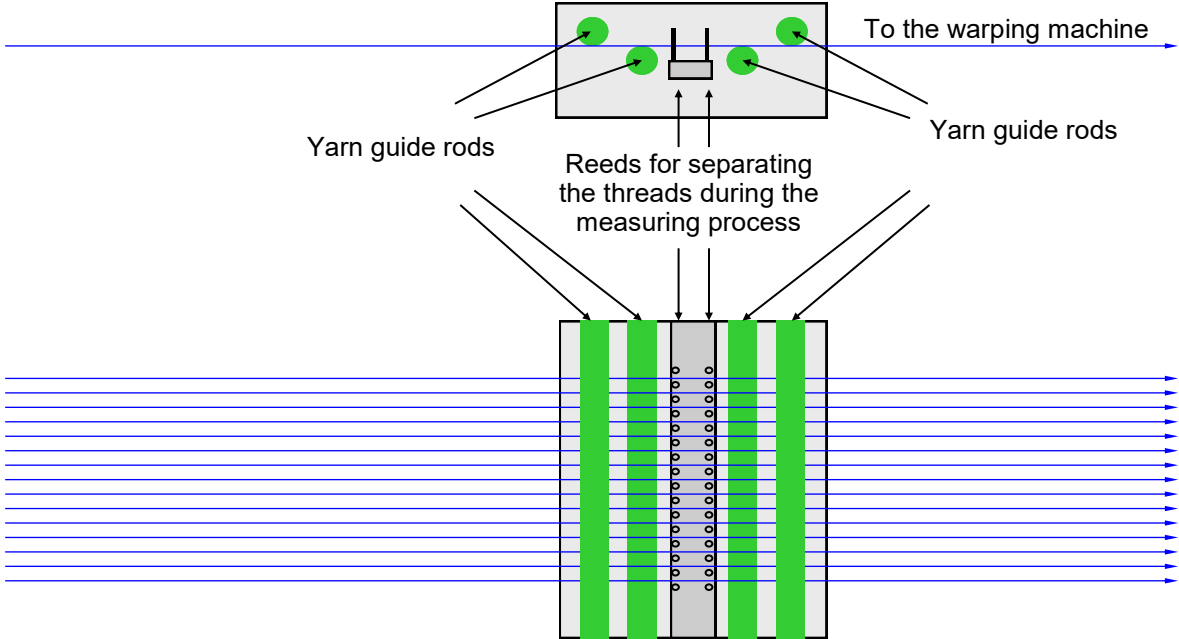 To the warping machine
Yarn guide rods
Yarn guide rods
Reeds for separating
the threads during the
measuring process